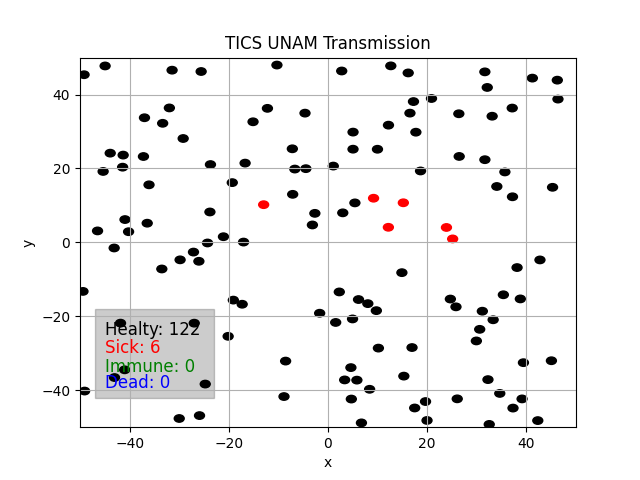 TICS UNAM Transmission
y
40
20
0
−20
−40
Healty: 122
Sick: 6
Immune: 0
Dead: 0
−40
−20
0
20
40
x